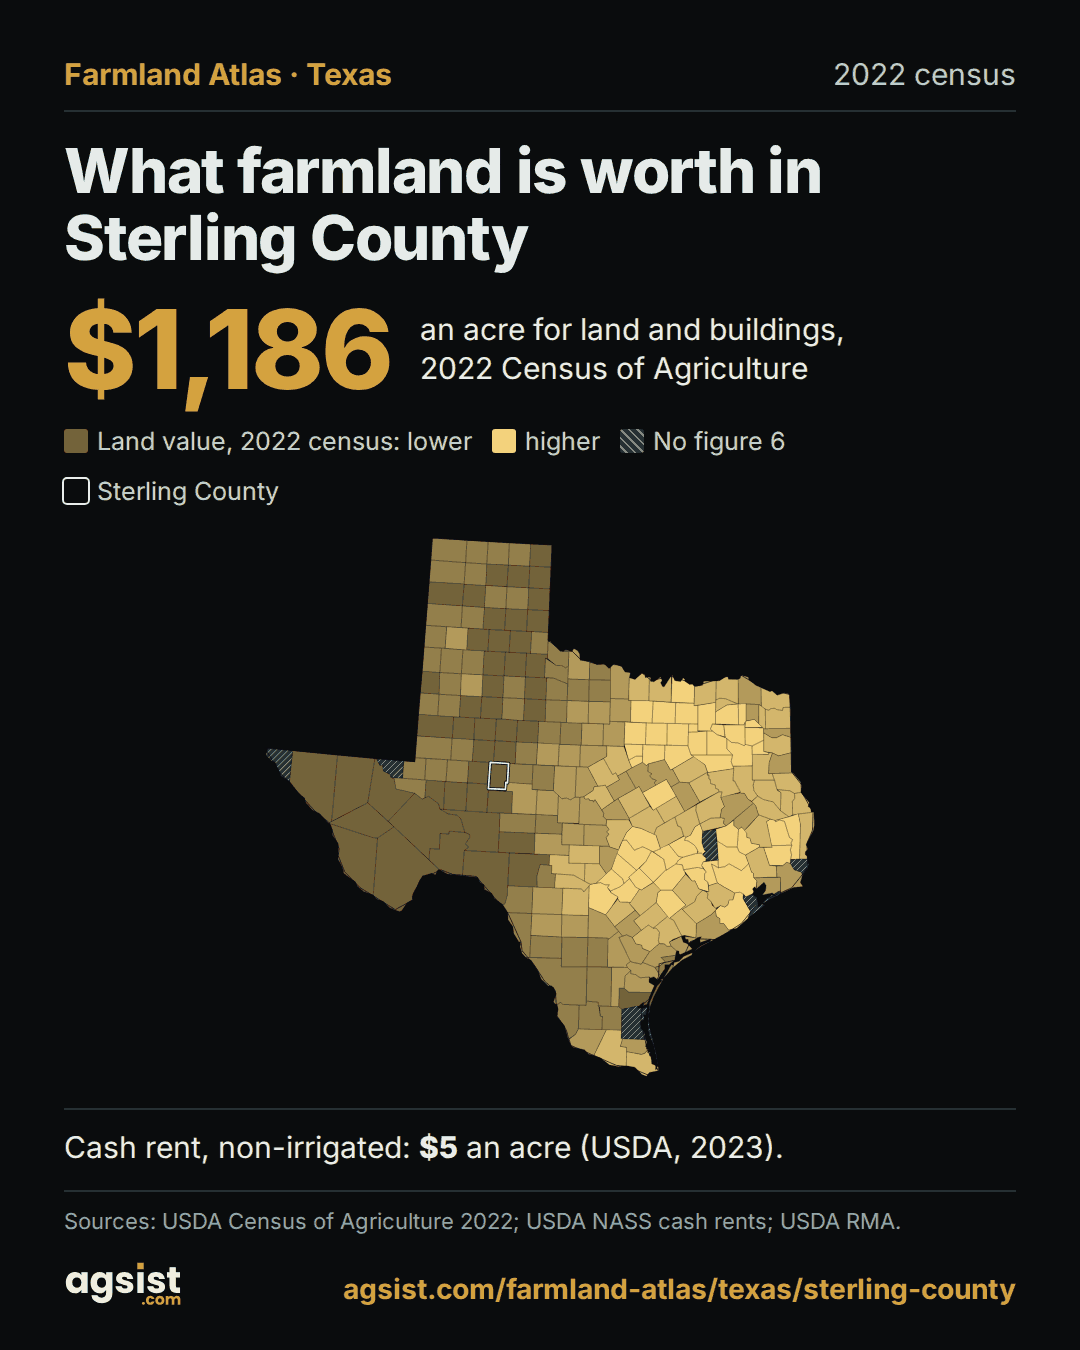 Farmland Atlas · Texas
2022 census
What farmland is worth in
Sterling County
$1,186
an acre for land and buildings,
2022 Census of Agriculture
Land value, 2022 census: lower
higher
No figure 6
Sterling County
Cash rent, non-irrigated: $5 an acre (USDA, 2023).
Sources: USDA Census of Agriculture 2022; USDA NASS cash rents; USDA RMA.
agsist
.com
agsist.com/farmland-atlas/texas/sterling-county